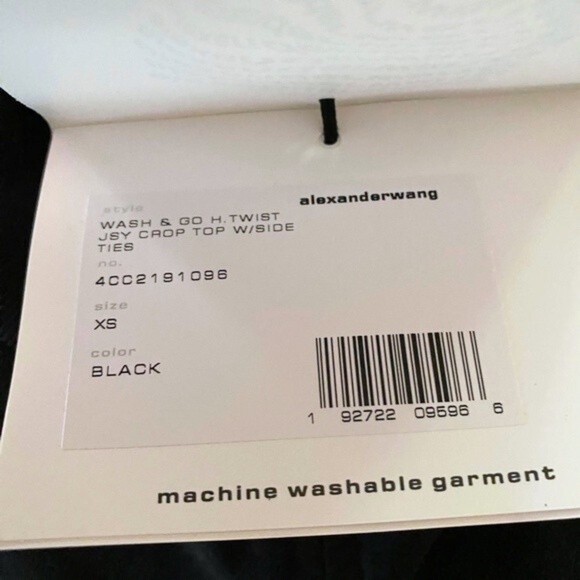 alexanderwang
style
WASH & GO H.TWIST
JSY CROP TOP W/SIDE
TIES
no.
4CC2191096
size
XS
color
BLACK
1 92722 09596 6
machine washable garment